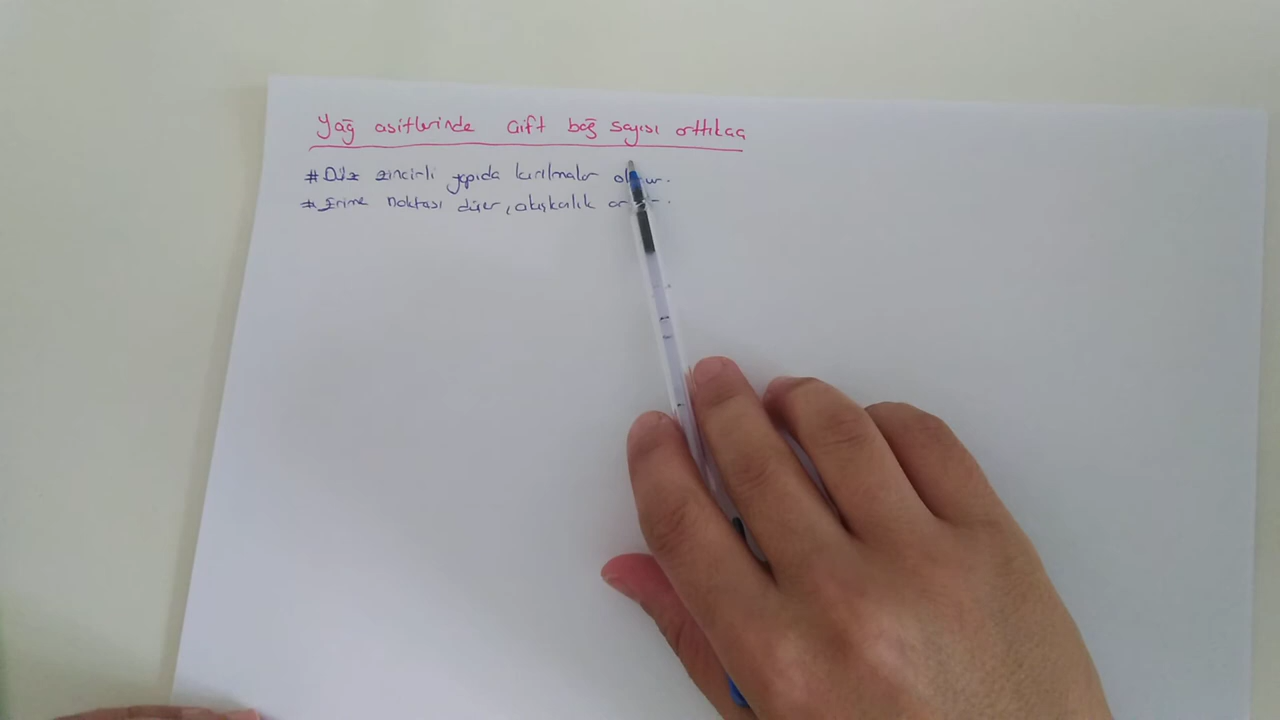 Yağ asitlerinde Çift bağ sayısı arttıkça
# Düz zincirli yapıda kırılmalar
# Erime noktası düşer, akışkanlık